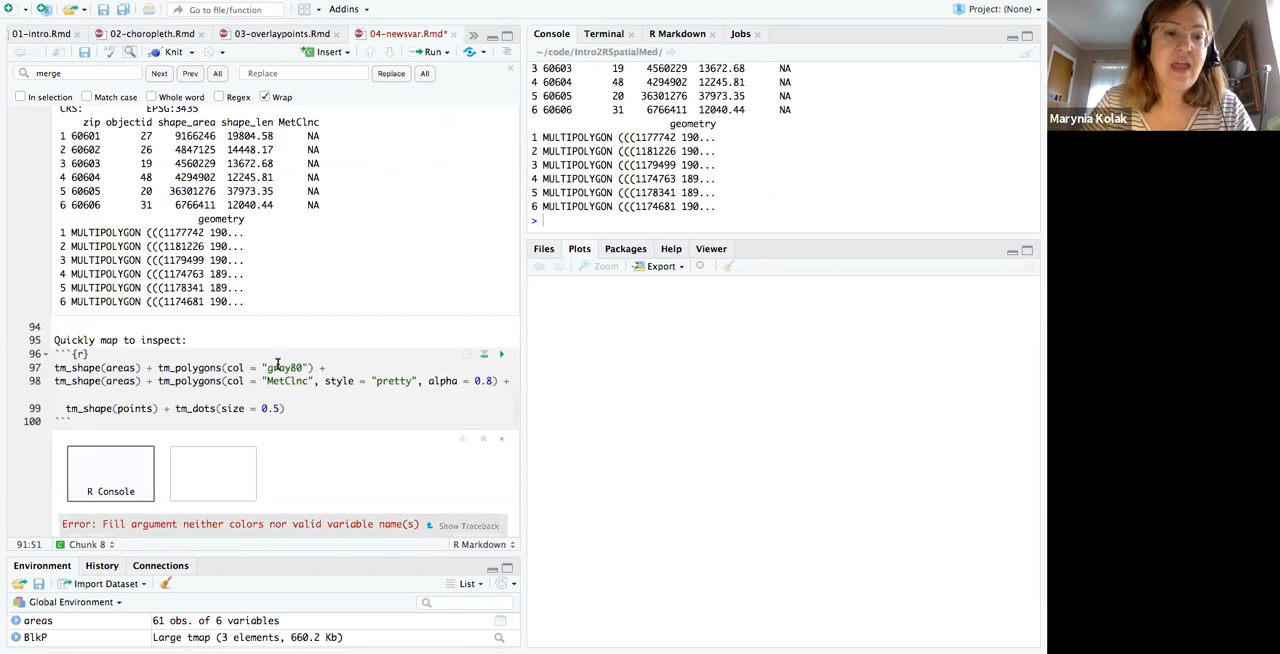 Go to file/function
Addins
Project: (None)
01-intro.Rmd
02-choropleth.Rmd
03-overlaypoints.Rmd
04-newsvar.Rmd*
ABC
Knit
Insert
Run
merge
Next
Prev
All
Replace
Replace
All
In selection
Match case
Whole word
Regex
Wrap
CRS: EPSG:3435
zip objectid shape_area shape_len MetClnc
1 60601 27 9166246 19804.58 NA
2 60602 26 4847125 14448.17 NA
3 60603 19 4560229 13672.68 NA
4 60604 48 4294902 12245.81 NA
5 60605 20 36301276 37973.35 NA
6 60606 31 6766411 12040.44 NA
geometry
1 MULTIPOLYGON (((1177742 190...
2 MULTIPOLYGON (((1181226 190...
3 MULTIPOLYGON (((1179499 190...
4 MULTIPOLYGON (((1174763 189...
5 MULTIPOLYGON (((1178341 189...
6 MULTIPOLYGON (((1174681 190...
94
95 Quickly map to inspect:
96 ```{r}
97 tm_shape(areas) + tm_polygons(col = "gray80") +
98 tm_shape(areas) + tm_polygons(col = "MetClnc", style = "pretty", alpha = 0.8) +
99 tm_shape(points) + tm_dots(size = 0.5)
100 ```
R Console
Error: Fill argument neither colors nor valid variable name(s)
Show Traceback
91:51
Chunk 8
R Markdown
Environment
History
Connections
Import Dataset
List
Global Environment
areas 61 obs. of 6 variables
BlkP Large tmap (3 elements, 660.2 Kb)
Console
Terminal
R Markdown
Jobs
~/code/Intro2RSpatialMed/
3 60603 19 4560229 13672.68 NA
4 60604 48 4294902 12245.81 NA
5 60605 20 36301276 37973.35 NA
6 60606 31 6766411 12040.44 NA
geometry
1 MULTIPOLYGON (((1177742 190...
2 MULTIPOLYGON (((1181226 190...
3 MULTIPOLYGON (((1179499 190...
4 MULTIPOLYGON (((1174763 189...
5 MULTIPOLYGON (((1178341 189...
6 MULTIPOLYGON (((1174681 190...
>
Files
Plots
Packages
Help
Viewer
Zoom
Export
Marynia Kolak